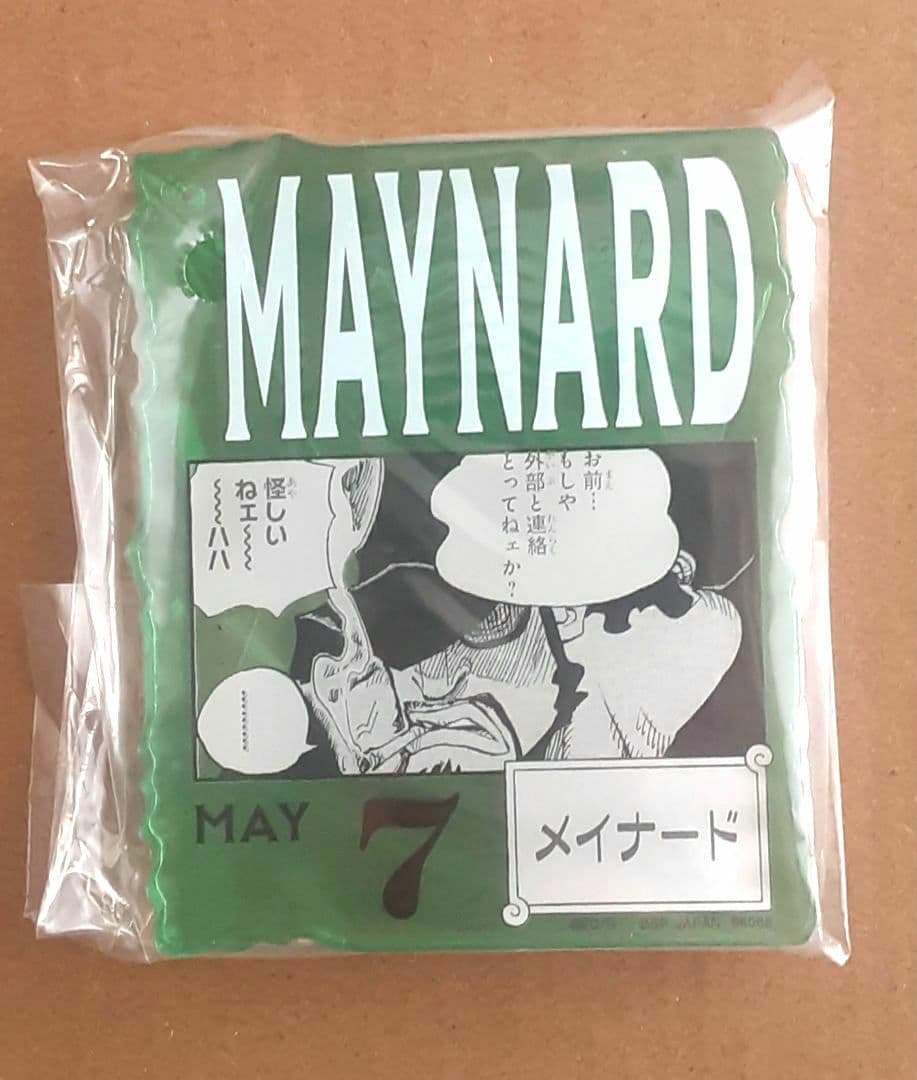 MAYNARD
お前…
もしや
外部と連絡
とってねェか?
怪しい
ねェ〜〜
〜〜ハハ
………
MAY 7
メイナード